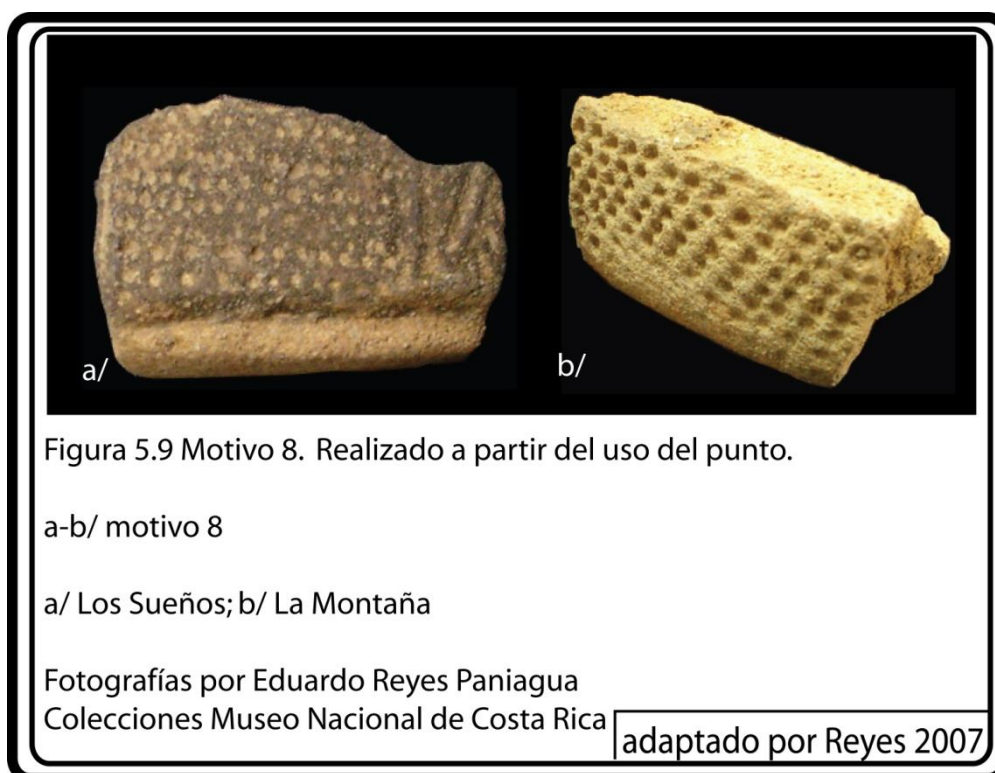 a/
b/
Figura 5.9 Motivo 8. Realizado a partir del uso del punto.
a-b/ motivo 8
a/ Los Sueños; b/ La Montaña
Fotografías por Eduardo Reyes Paniagua
Colecciones Museo Nacional de Costa Rica
adaptado por Reyes 2007